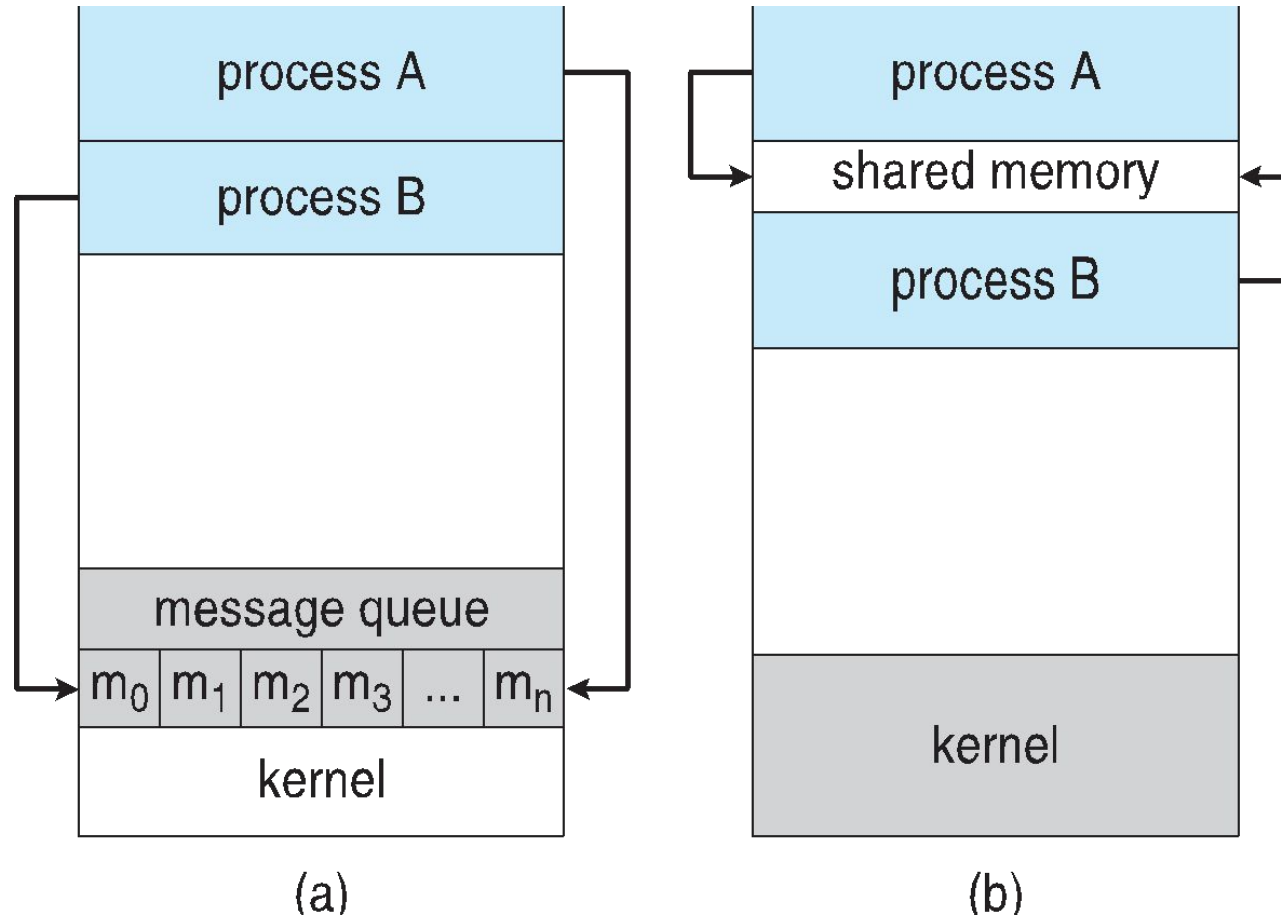 process A
process B
message queue
m₀ m₁ m₂ m₃ ... mₙ
kernel
(a)
process A
shared memory
process B
kernel
(b)